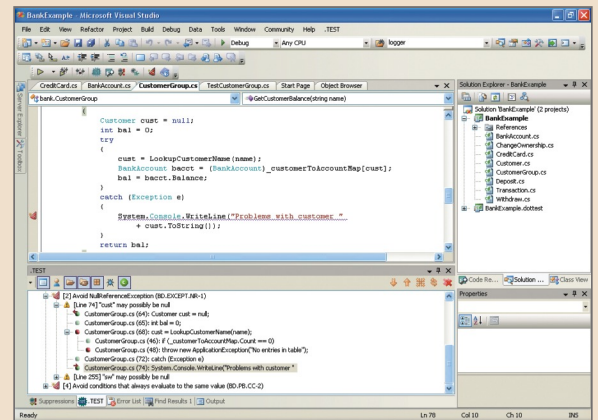 BankExample - Microsoft Visual Studio
File Edit View Refactor Project Build Debug Data Tools Window Community Help .TEST
Debug Any CPU logger
CreditCard.cs BankAccount.cs CustomerGroup.cs TestCustomerGroup.cs Start Page Object Browser
bank.CustomerGroup GetCustomerBalance(string name)
Server Explorer
Toolbox
{
Customer cust = null;
int bal = 0;
try
{
cust = LookupCustomerName(name);
BankAccount bacct = (BankAccount)_customerToAccountMap[cust];
bal = bacct.Balance;
}
catch (Exception e)
{
System.Console.WriteLine("Problems with customer "
+ cust.ToString());
}
return bal;
Solution Explorer - BankExample
Solution 'BankExample' (2 projects)
BankExample
References
BankAccount.cs
ChangeOwnership.cs
CreditCard.cs
Customer.cs
CustomerGroup.cs
Deposit.cs
Transaction.cs
Withdraw.cs
BankExample.dottest
Code Re... Solution ... Class View
Properties
.TEST
[2] Avoid NullReferenceException (BD.EXCEPT.NR-1)
[Line 74] "cust" may possibly be null
CustomerGroup.cs (64): Customer cust = null;
CustomerGroup.cs (65): int bal = 0;
CustomerGroup.cs (68): cust = LookupCustomerName(name);
CustomerGroup.cs (46): if (_customerToAccountMap.Count == 0)
CustomerGroup.cs (48): throw new ApplicationException("No entries in table");
CustomerGroup.cs (72): catch (Exception e)
CustomerGroup.cs (74): System.Console.WriteLine("Problems with customer "
[Line 255] "sw" may possibly be null
[4] Avoid conditions that always evaluate to the same value (BD.PB.CC-2)
Suppressions .TEST Error List Find Results 1 Output
Ready Ln 78 Col 10 Ch 10 INS